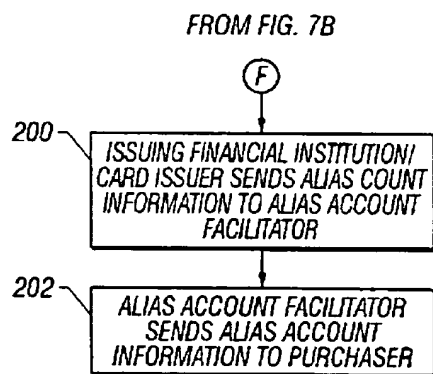 FROM FIG. 7B
F
200
ISSUING FINANCIAL INSTITUTION/
CARD ISSUER SENDS ALIAS COUNT
INFORMATION TO ALIAS ACCOUNT
FACILITATOR
202
ALIAS ACCOUNT FACILITATOR
SENDS ALIAS ACCOUNT
INFORMATION TO PURCHASER